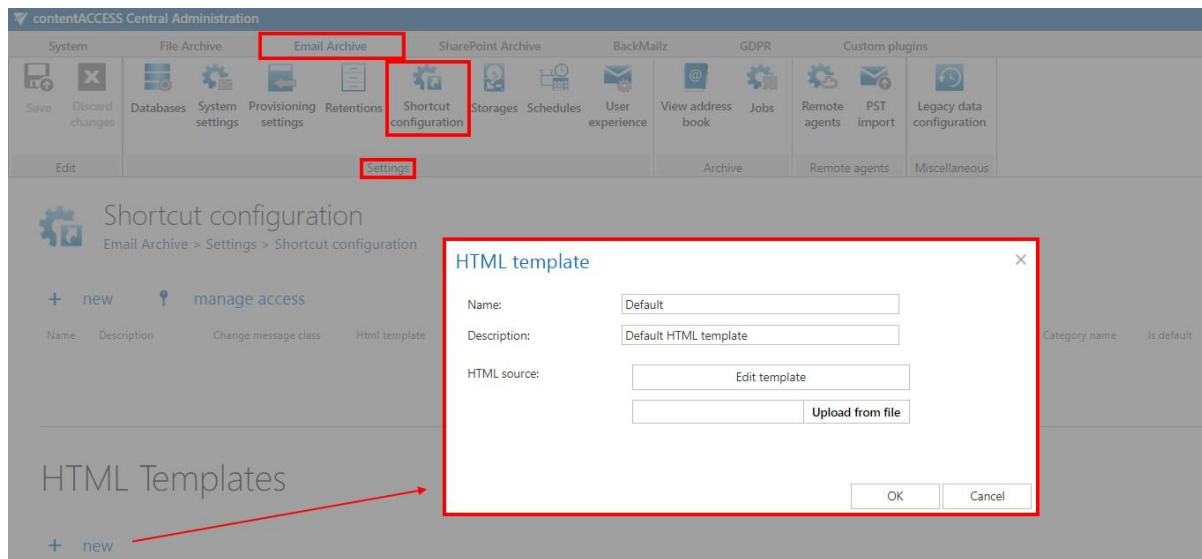 contentACCESS Central Administration
System File Archive Email Archive SharePoint Archive BackMailz GDPR Custom plugins
Save Discard changes Databases System settings Provisioning settings Retentions Shortcut configuration Storages Schedules User experience View address book Jobs Remote agents PST import Legacy data configuration
Edit Settings Archive Remote agents Miscellaneous
Shortcut configuration
Email Archive > Settings > Shortcut configuration
+ new manage access
Name Description Change message class Html template Category name Is default
HTML template
Name: Default
Description: Default HTML template
HTML source: Edit template
Upload from file
OK Cancel
HTML Templates
+ new